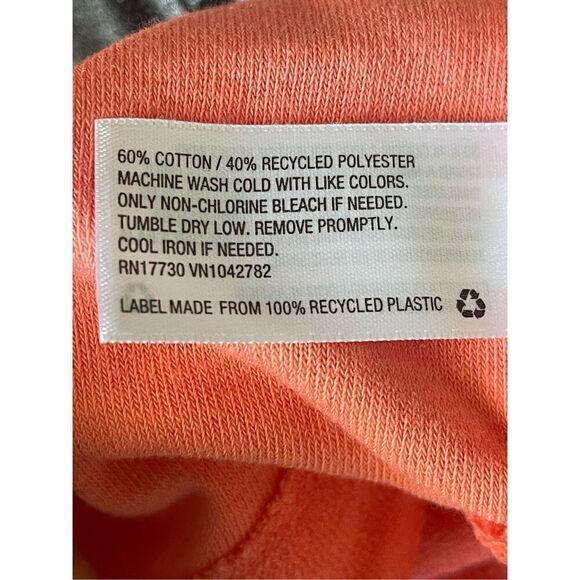 60% COTTON / 40% RECYCLED POLYESTER
MACHINE WASH COLD WITH LIKE COLORS.
ONLY NON-CHLORINE BLEACH IF NEEDED.
TUMBLE DRY LOW. REMOVE PROMPTLY.
COOL IRON IF NEEDED.
RN17730 VN1042782
LABEL MADE FROM 100% RECYCLED PLASTIC